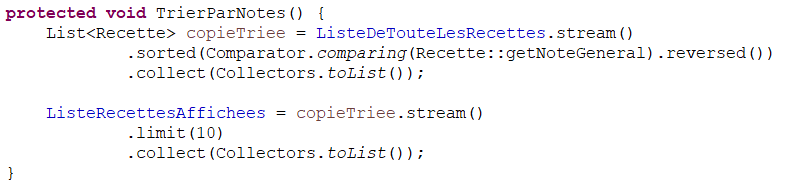 protected void TrierParNotes() {
    List<Recette> copieTriee = ListeDeTouteLesRecettes.stream()
            .sorted(Comparator.comparing(Recette::getNoteGeneral).reversed())
            .collect(Collectors.toList());

    ListeRecettesAffichees = copieTriee.stream()
            .limit(10)
            .collect(Collectors.toList());
}